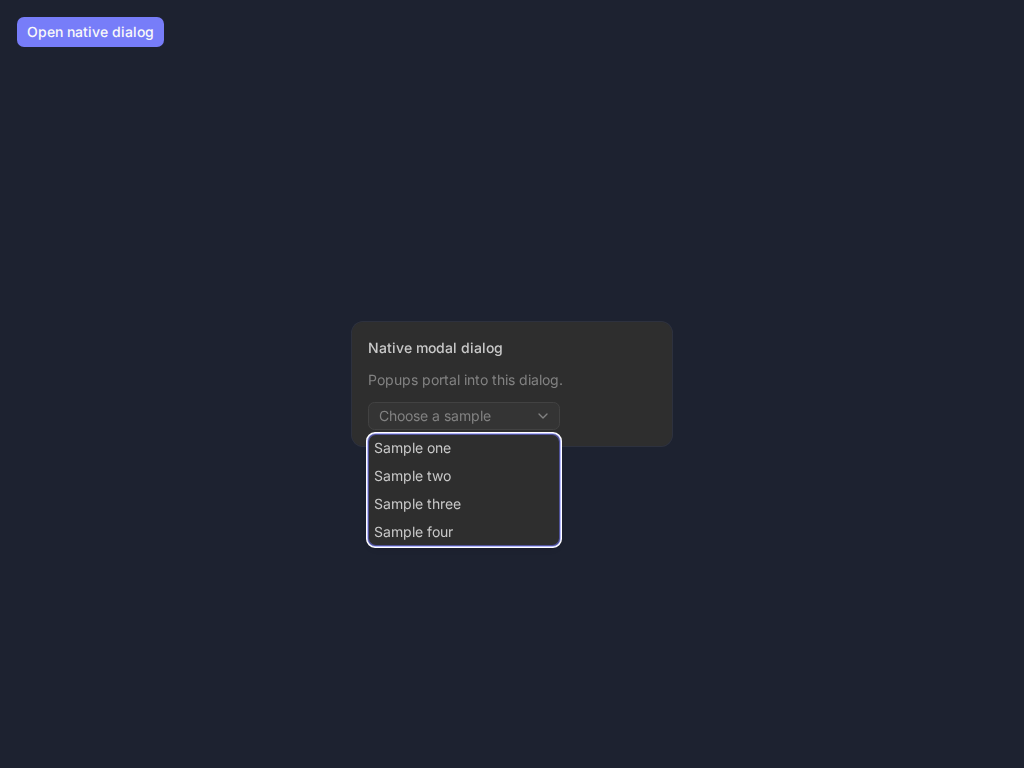 Open native dialog
Native modal dialog
Popups portal into this dialog.
Choose a sample
Sample one
Sample two
Sample three
Sample four